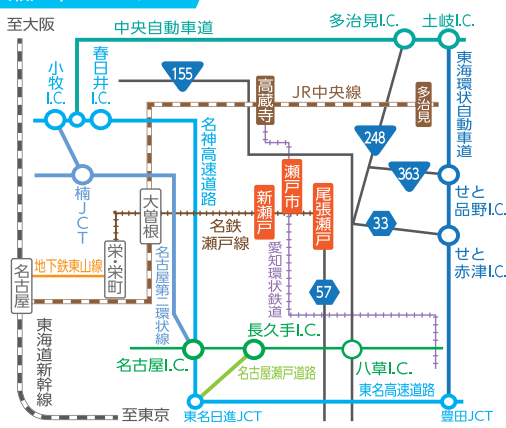 至大阪
中央自動車道
多治見I.C.
土岐I.C.
小牧I.C.
春日井I.C.
155
高蔵寺
JR中央線
多治見
東海環状自動車道
名神高速道路
248
363
せと
品野I.C.
楠JCT
大曽根
新瀬戸
瀬戸市
尾張瀬戸
33
名鉄
瀬戸線
せと
赤津I.C.
名古屋
地下鉄東山線
栄・栄町
名古屋第二環状線
愛知環状鉄道
57
東海道新幹線
長久手I.C.
名古屋I.C.
名古屋瀬戸道路
八草I.C.
東名高速道路
至東京
東名日進JCT
豊田JCT